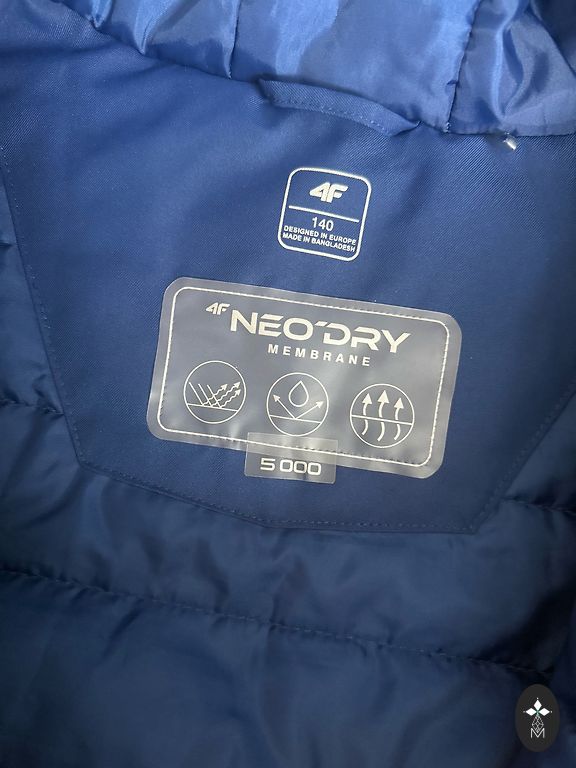 4F
140
DESIGNED IN EUROPE
MADE IN BANGLADESH
4F NEO'DRY
MEMBRANE
5 000
M